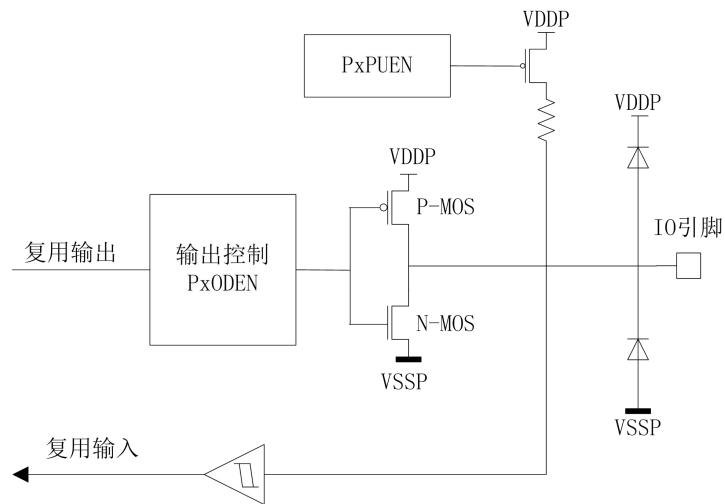 VDDP
PxPUEN
VDDP
VDDP
P-MOS
IO引脚
复用输出
输出控制
PxODEN
N-MOS
VSSP
VSSP
复用输入